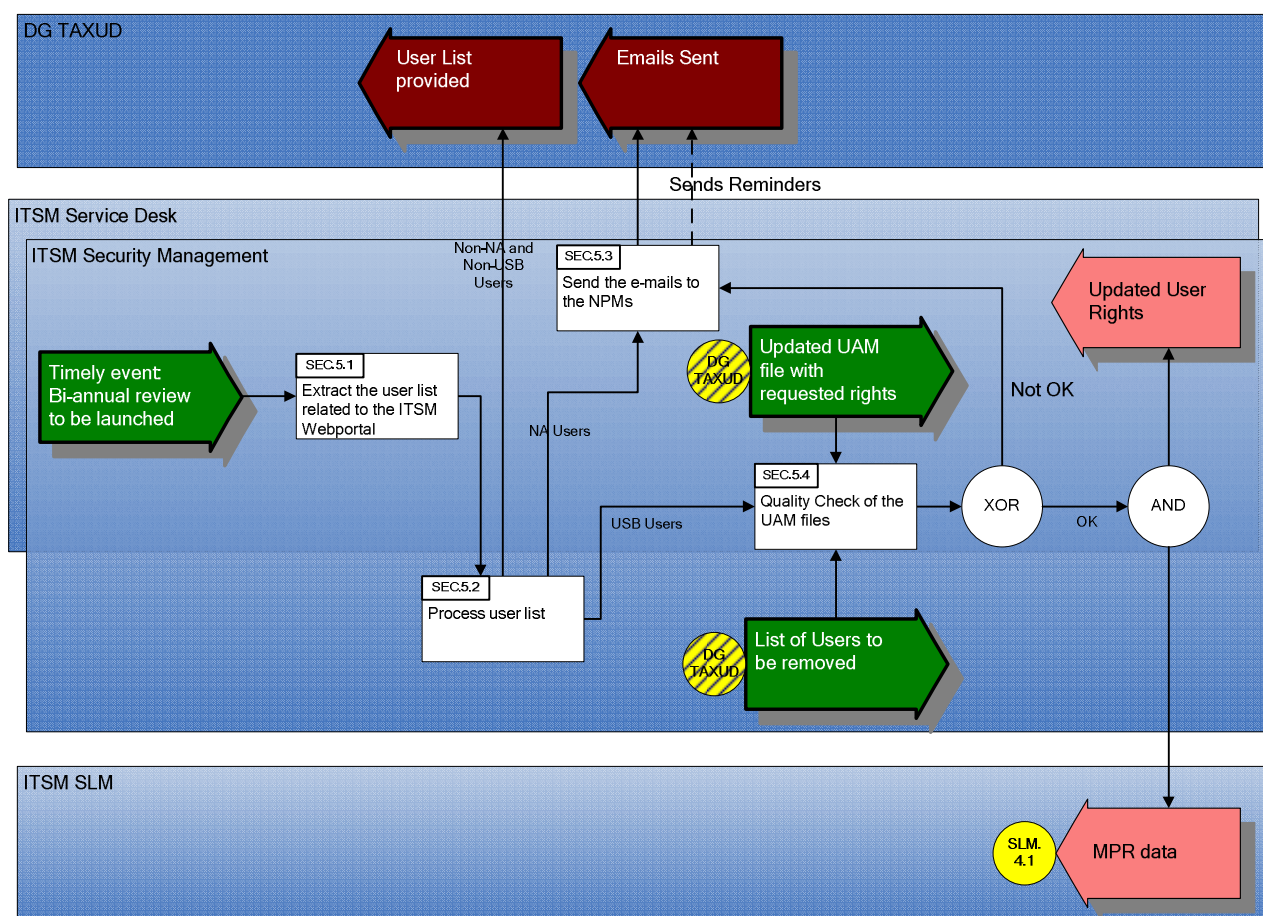 DG TAXUD
User List
provided
Emails Sent
Sends Reminders
ITSM Service Desk
ITSM Security Management
Non-NA and
Non-USB
Users
SEC.5.3
Send the e-mails to
the NPMs
Updated User
Rights
Timely event:
Bi-annual review
to be launched
SEC.5.1
Extract the user list
related to the ITSM
Webportal
DG
TAXUD
Updated UAM
file with
requested rights
Not OK
NA Users
SEC.5.4
Quality Check of the
UAM files
USB Users
XOR
OK
AND
SEC.5.2
Process user list
DG
TAXUD
List of Users to
be removed
ITSM SLM
SLM.
4.1
MPR data